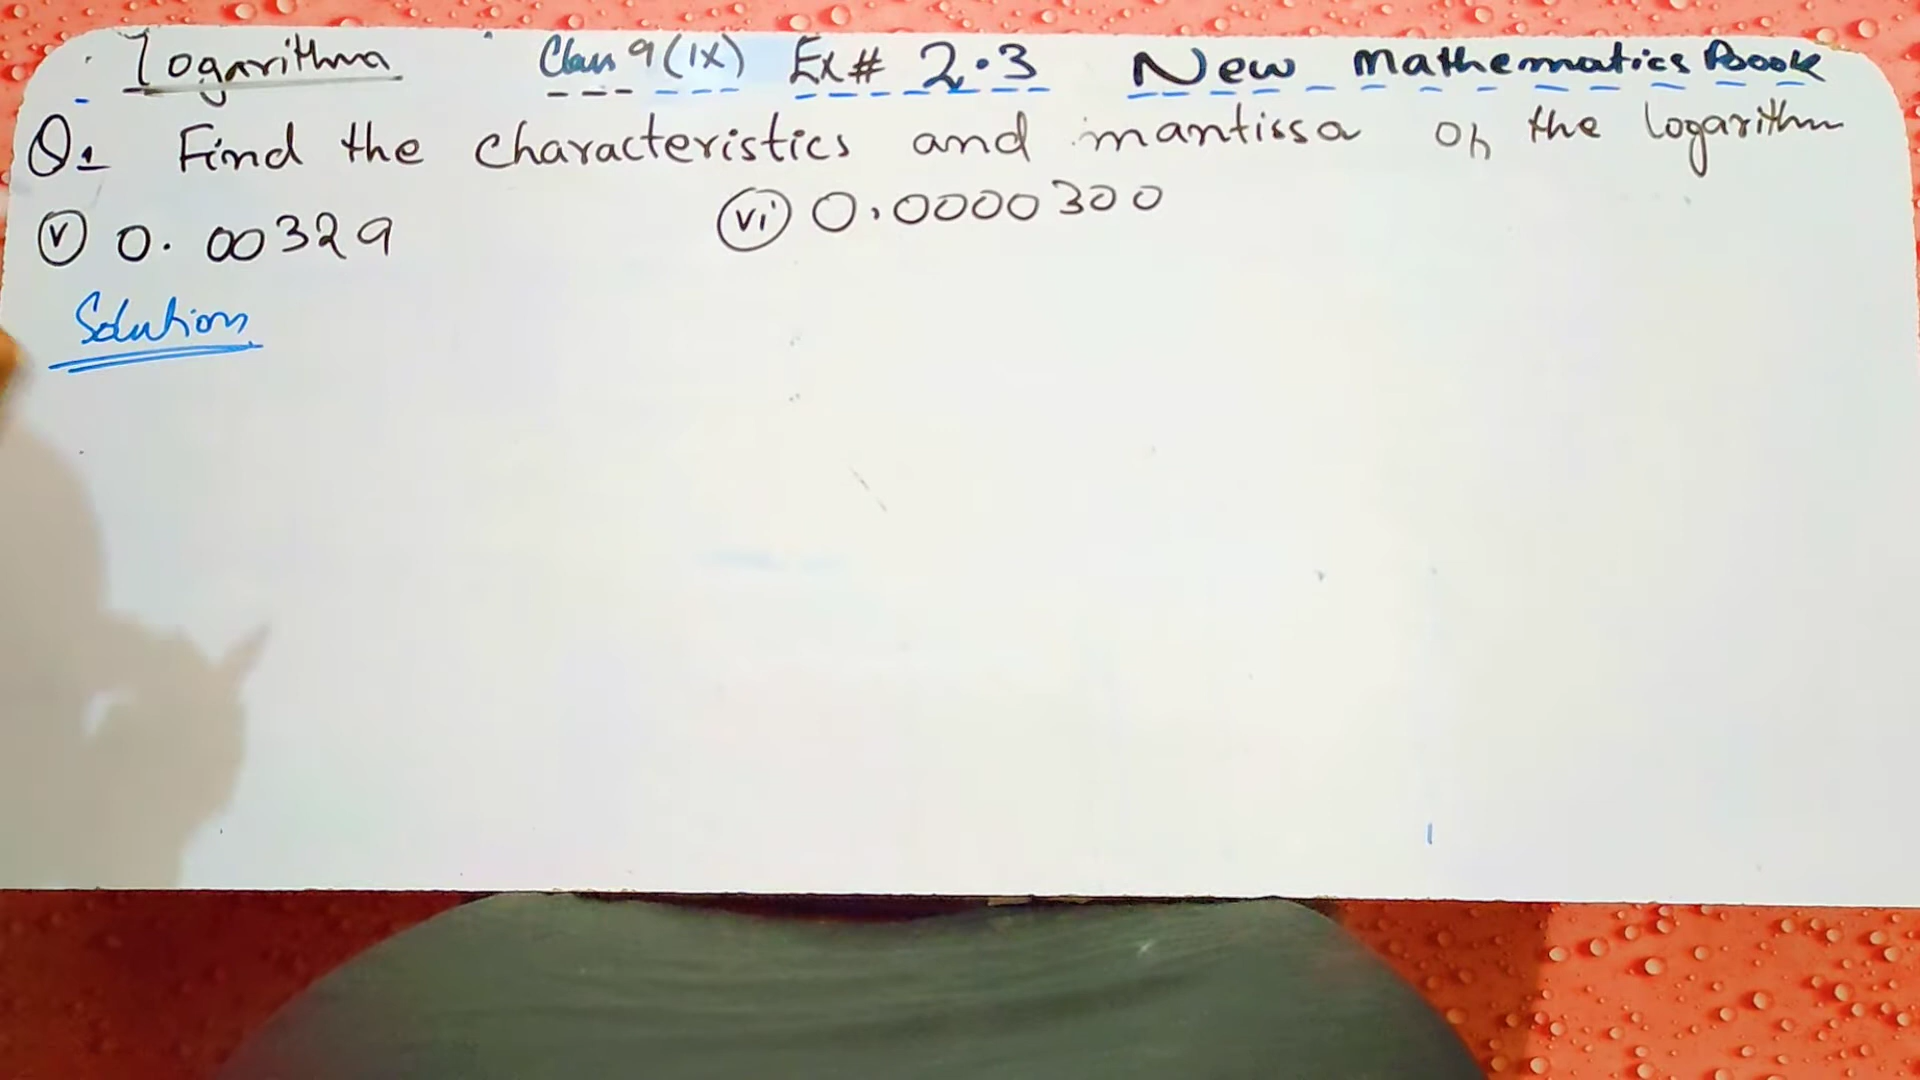 Logarithm Class 9 (IX) Ex# 2.3 New Mathematics Book
Q1 Find the characteristics and mantissa of the logarithm
(v) 0.00329 (vi) 0.0000300
Solution